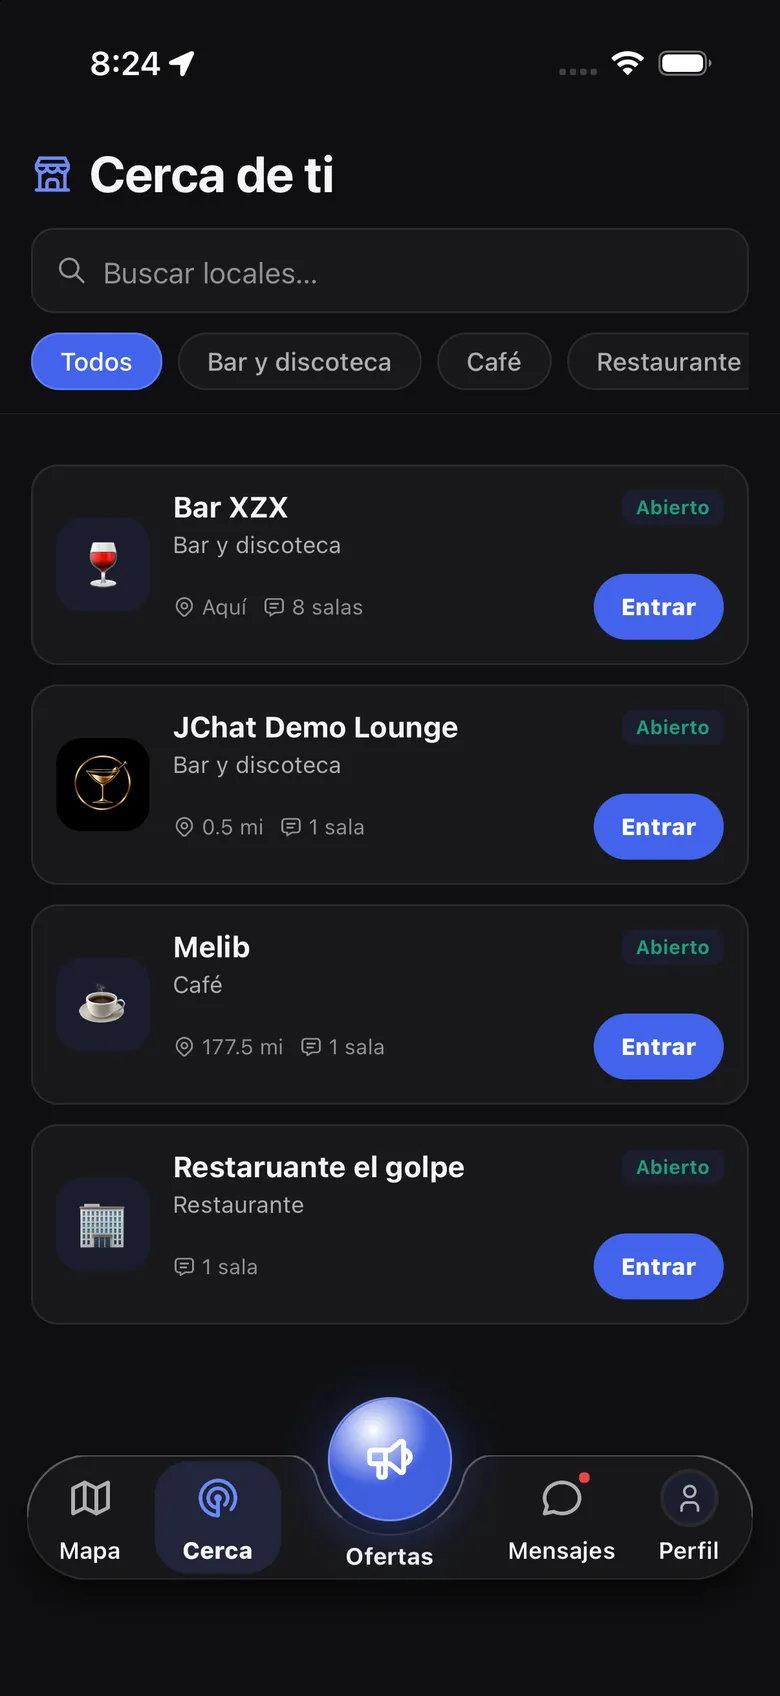 8:24
Cerca de ti
Buscar locales...
Todos
Bar y discoteca
Café
Restaurante
Bar XZX
Abierto
Bar y discoteca
Aquí
8 salas
Entrar
JChat Demo Lounge
Abierto
Bar y discoteca
0.5 mi
1 sala
Entrar
Melib
Abierto
Café
177.5 mi
1 sala
Entrar
Restaruante el golpe
Abierto
Restaurante
1 sala
Entrar
Mapa
Cerca
Ofertas
Mensajes
Perfil